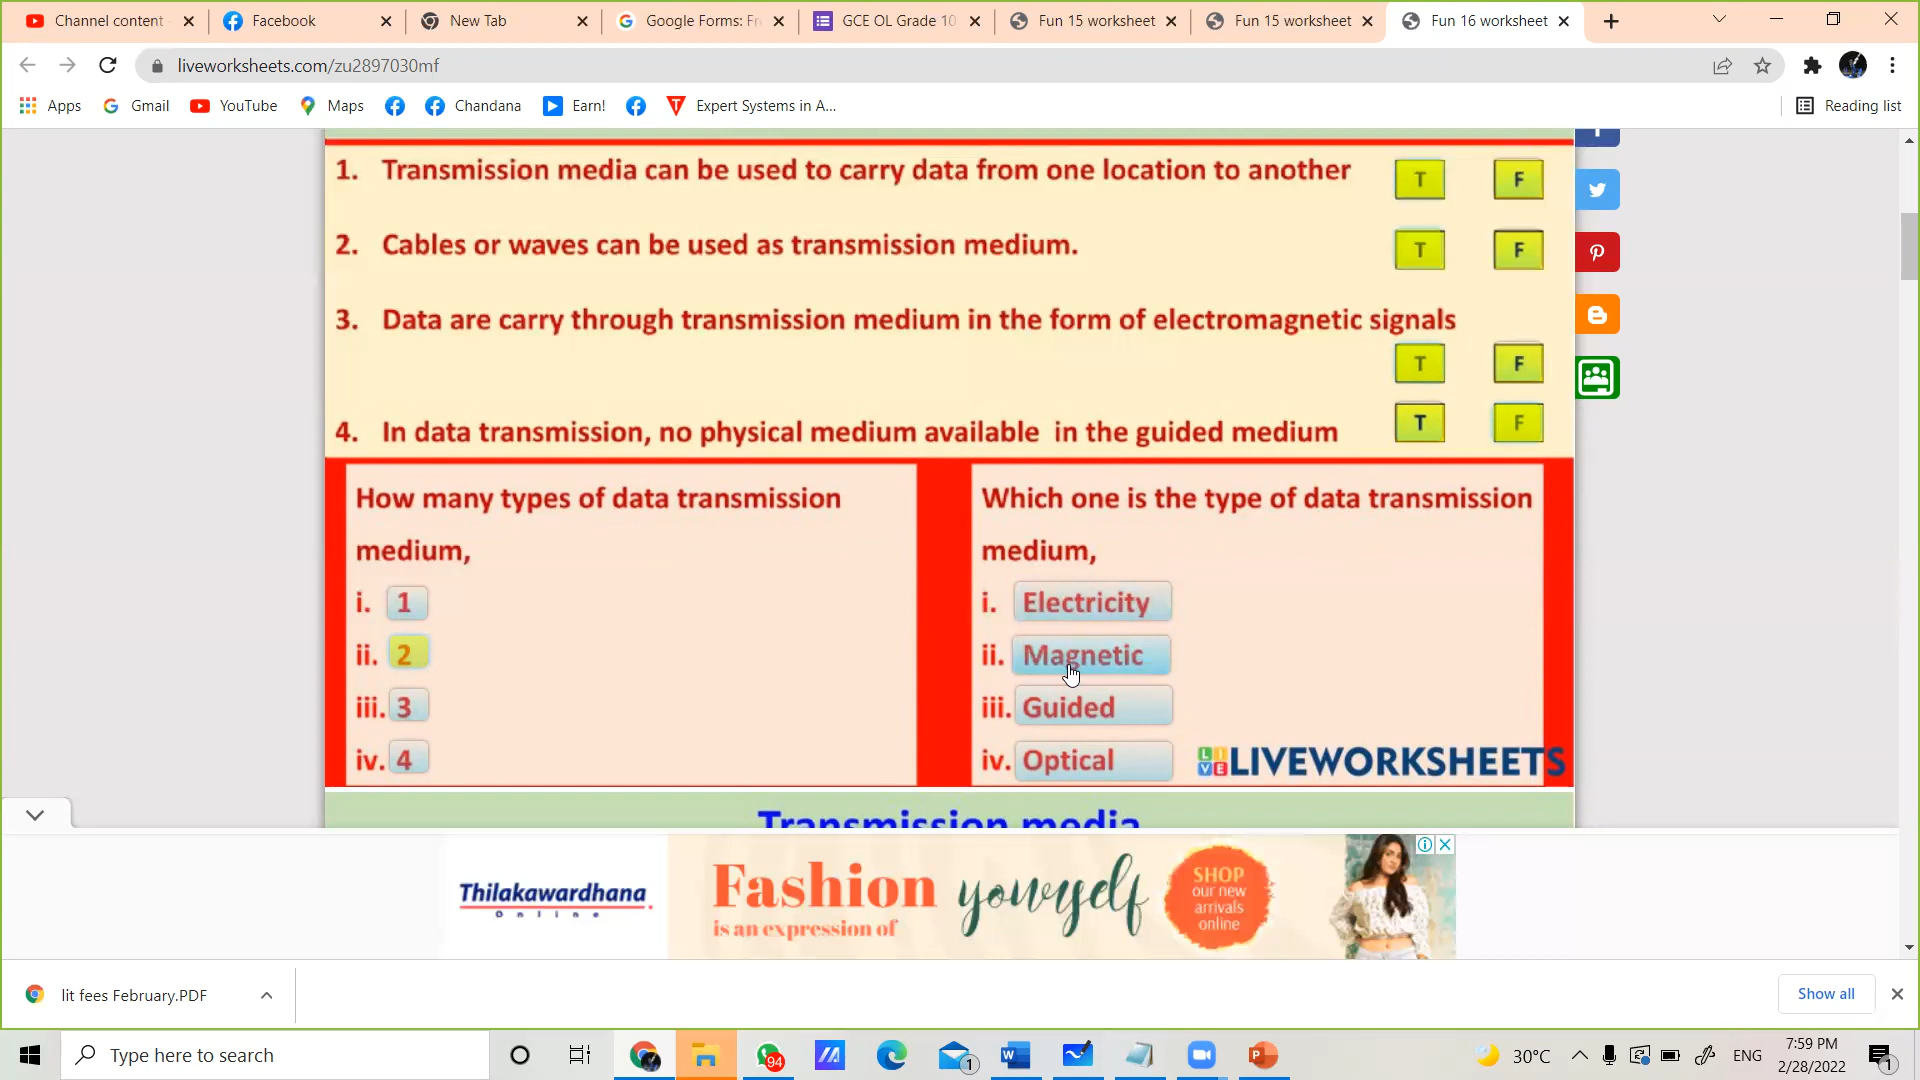 Channel content
Facebook
New Tab
Google Forms: Fr
GCE OL Grade 10
Fun 15 worksheet
Fun 15 worksheet
Fun 16 worksheet
liveworksheets.com/zu2897030mf
Apps
Gmail
YouTube
Maps
Chandana
Earn!
Expert Systems in A...
Reading list
1. Transmission media can be used to carry data from one location to another T F
2. Cables or waves can be used as transmission medium. T F
3. Data are carry through transmission medium in the form of electromagnetic signals
T F
4. In data transmission, no physical medium available in the guided medium T F
How many types of data transmission
medium,
i. 1
ii. 2
iii. 3
iv. 4
Which one is the type of data transmission
medium,
i. Electricity
ii. Magnetic
iii. Guided
iv. Optical
LIVE LIVEWORKSHEETS
Transmission media
Thilakawardhana
Online
Fashion yourself
is an expression of
SHOP
our new
arrivals
online
lit fees February.PDF
Show all
Type here to search
94
1
30°C
ENG
7:59 PM
2/28/2022
1